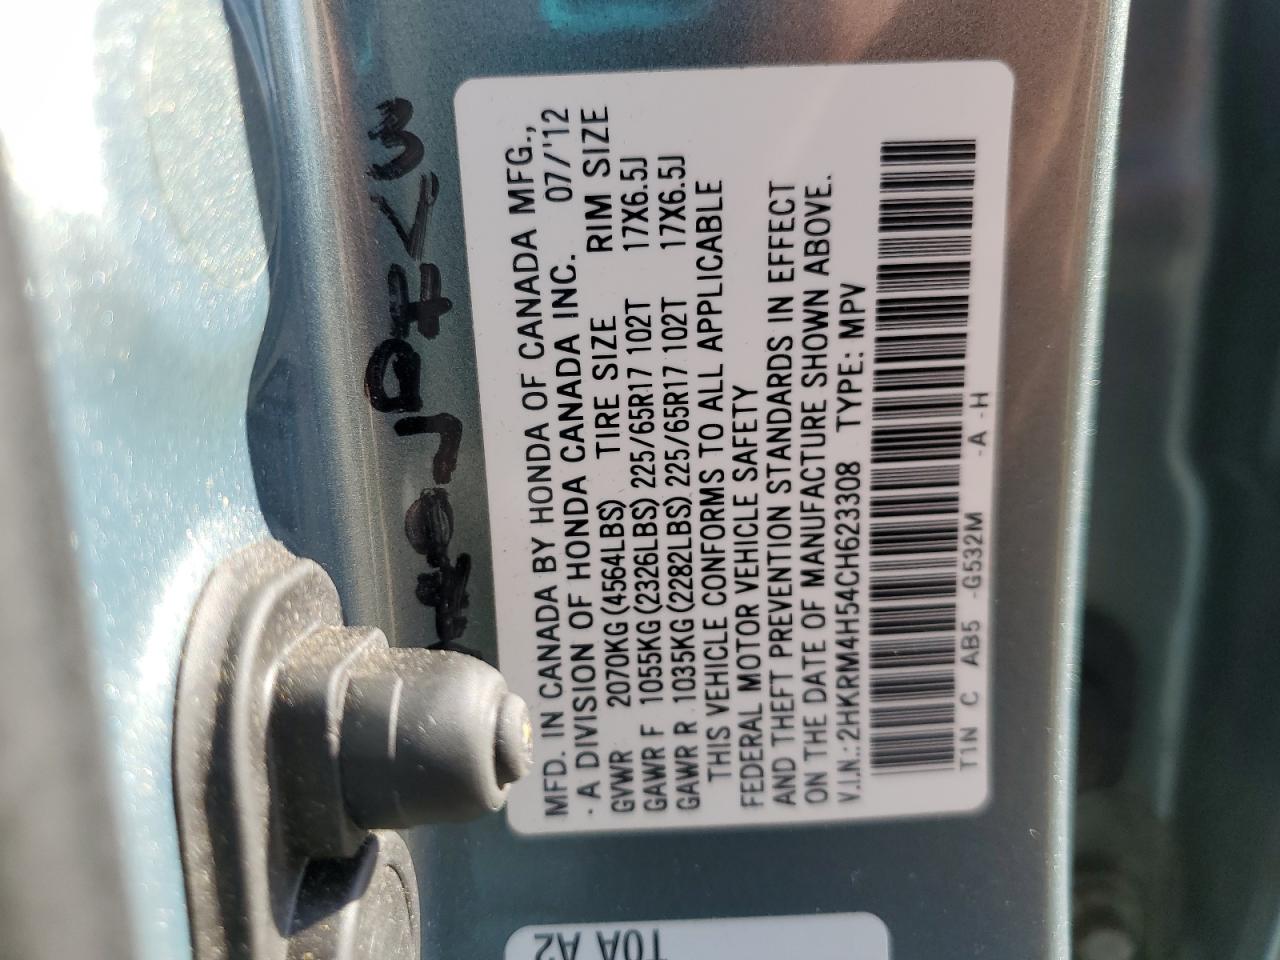 MFD. IN CANADA BY HONDA OF CANADA MFG.,
· A DIVISION OF HONDA CANADA INC. 07/'12
GVWR 2070KG(4564LBS) TIRE SIZE RIM SIZE
GAWR F 1055KG(2326LBS) 225/65R17 102T 17X6.5J
GAWR R 1035KG(2282LBS) 225/65R17 102T 17X6.5J
THIS VEHICLE CONFORMS TO ALL APPLICABLE
FEDERAL MOTOR VEHICLE SAFETY
AND THEFT PREVENTION STANDARDS IN EFFECT
ON THE DATE OF MANUFACTURE SHOWN ABOVE.
V.I.N.:2HKRM4H54CH623308 TYPE: MPV
T1N C AB5 -G532M -A -H
TOA A2